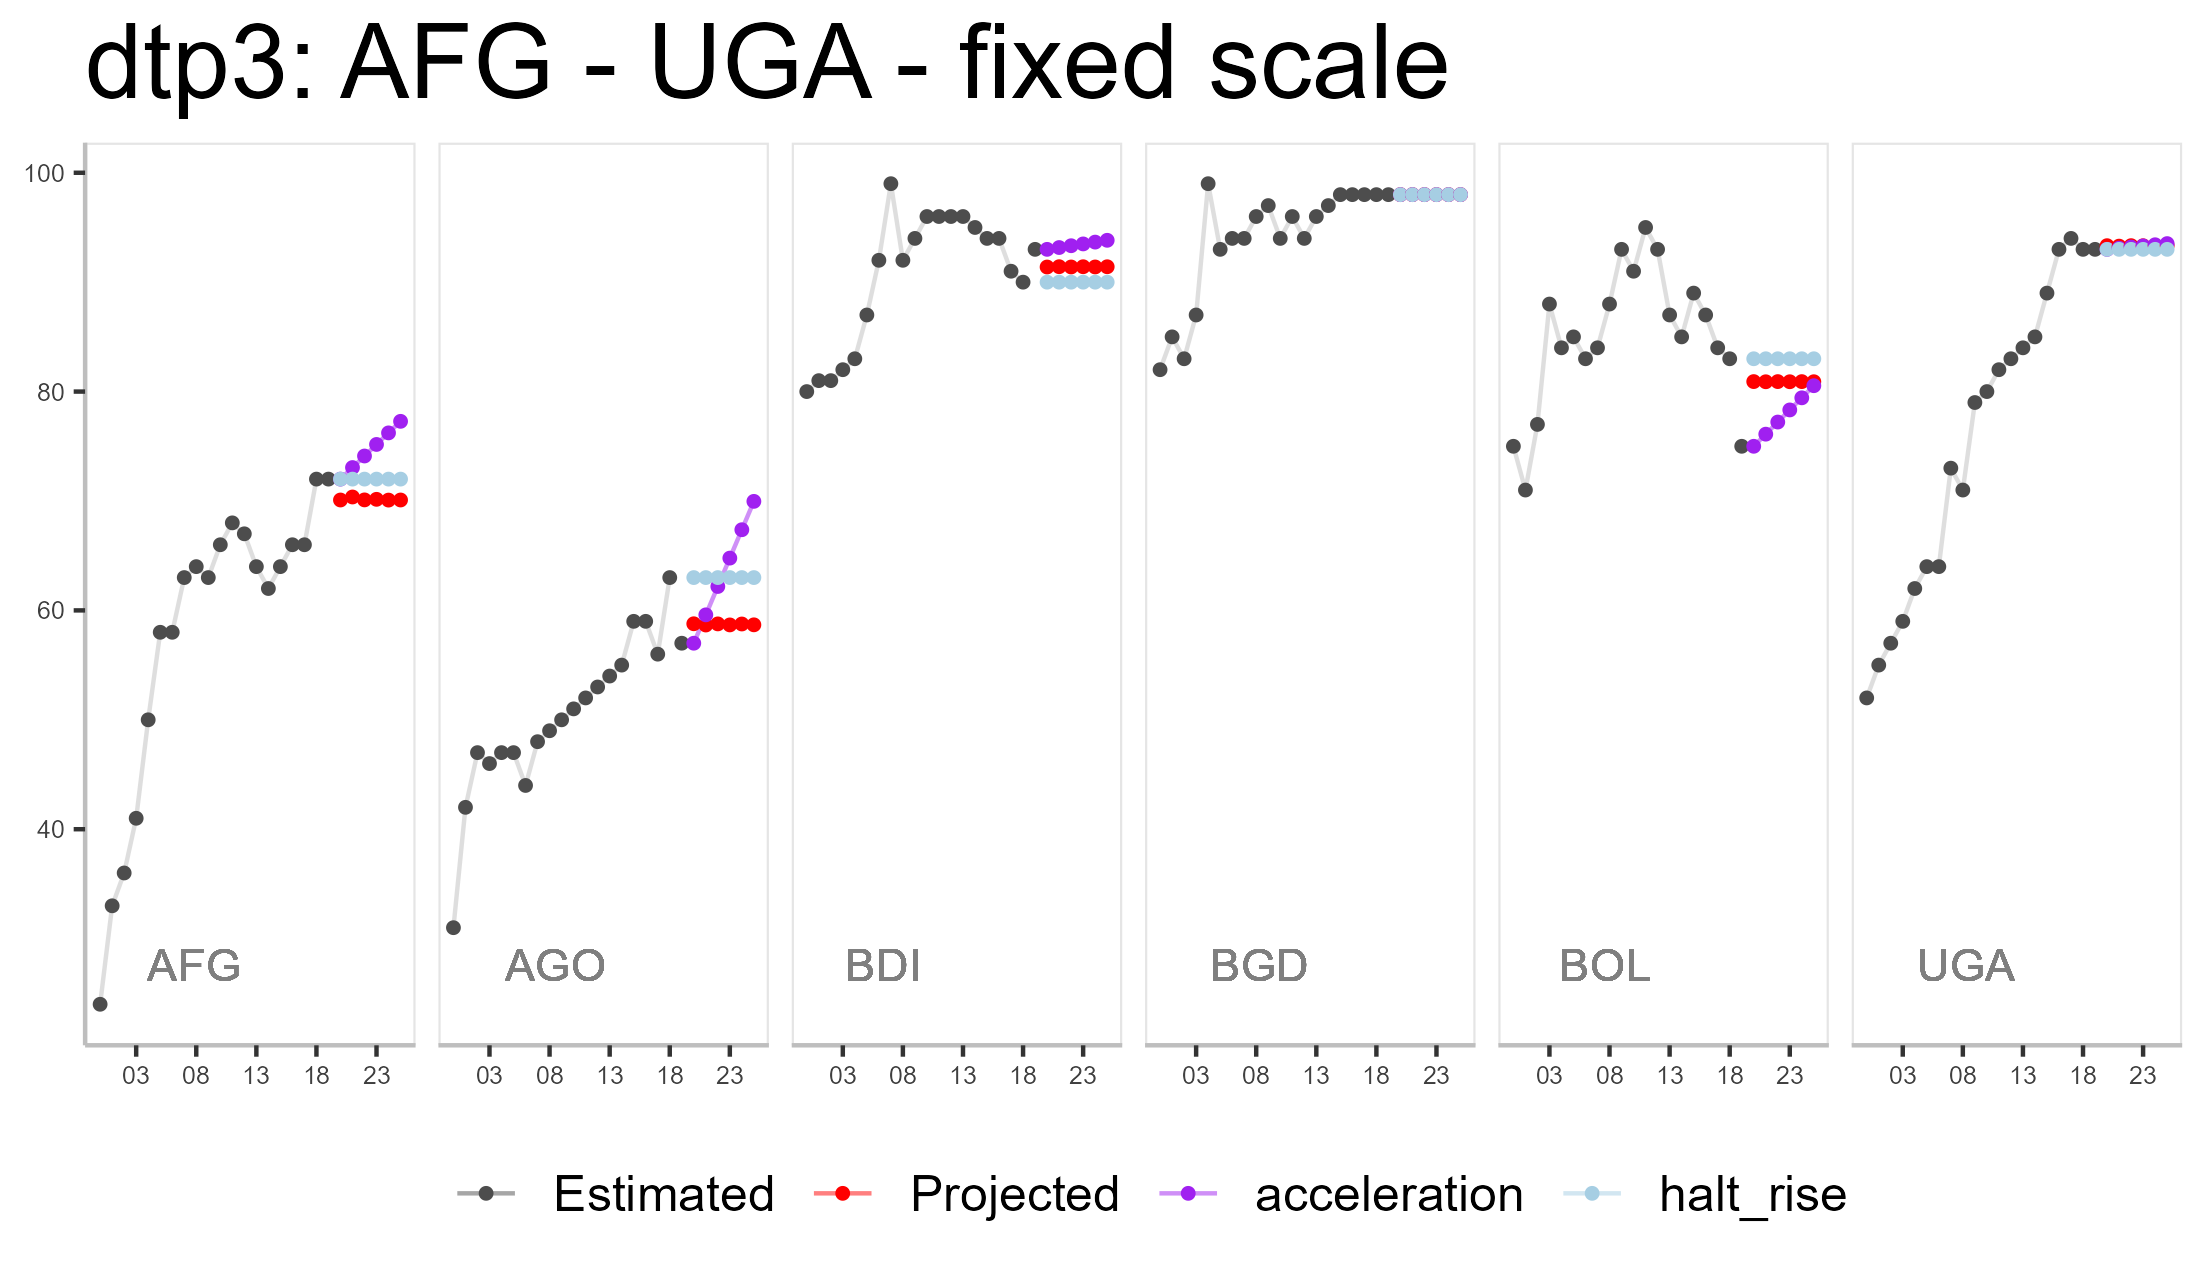 dtp3: AFG - UGA - fixed scale
100
80
60
40
AFG
AGO
BDI
BGD
BOL
UGA
03 08 13 18 23
03 08 13 18 23
03 08 13 18 23
03 08 13 18 23
03 08 13 18 23
03 08 13 18 23
Estimated Projected acceleration halt_rise